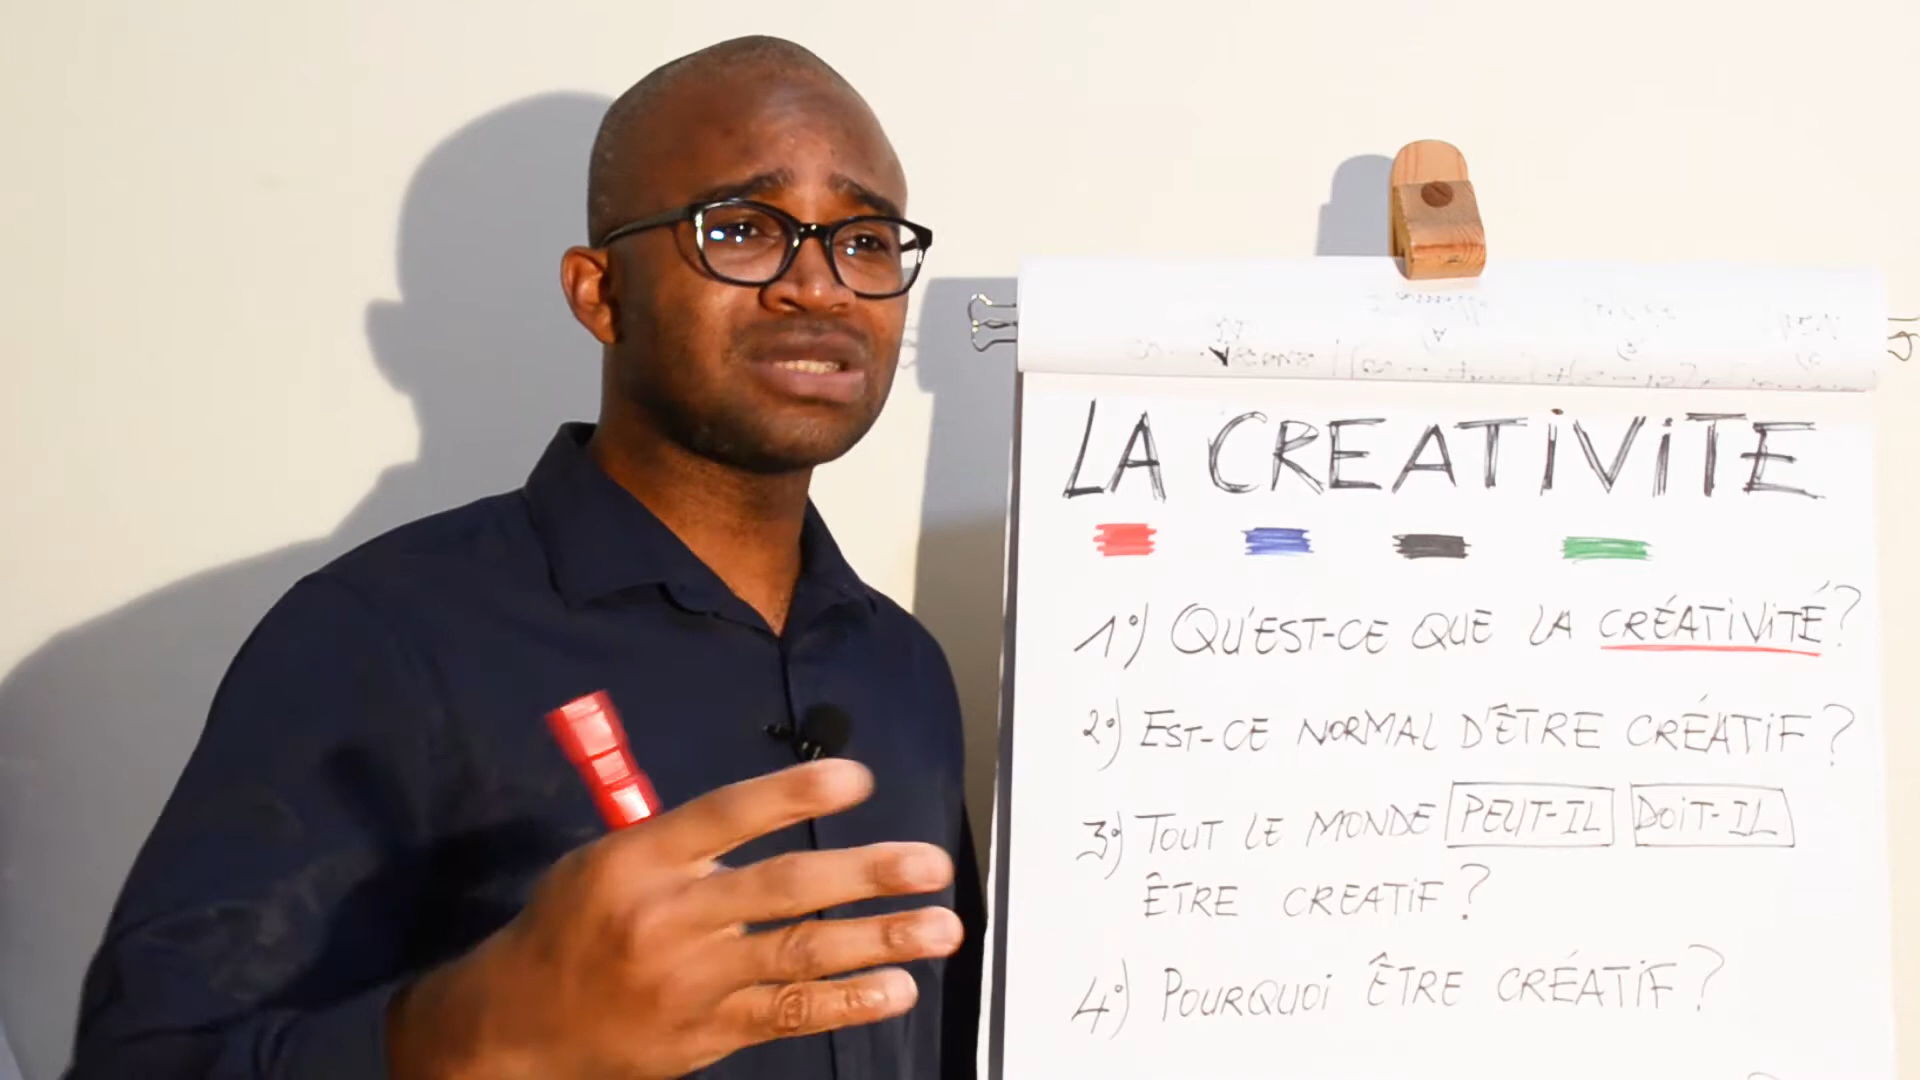 LA CREATIVITE
1°) QU'EST-CE QUE LA CRÉATIVITÉ?
2°) EST-CE NORMAL D'ÊTRE CRÉATIF?
3°) TOUT LE MONDE PEUT-IL DOIT-IL
ÊTRE CREATIF?
4°) POURQUOI ÊTRE CRÉATIF?